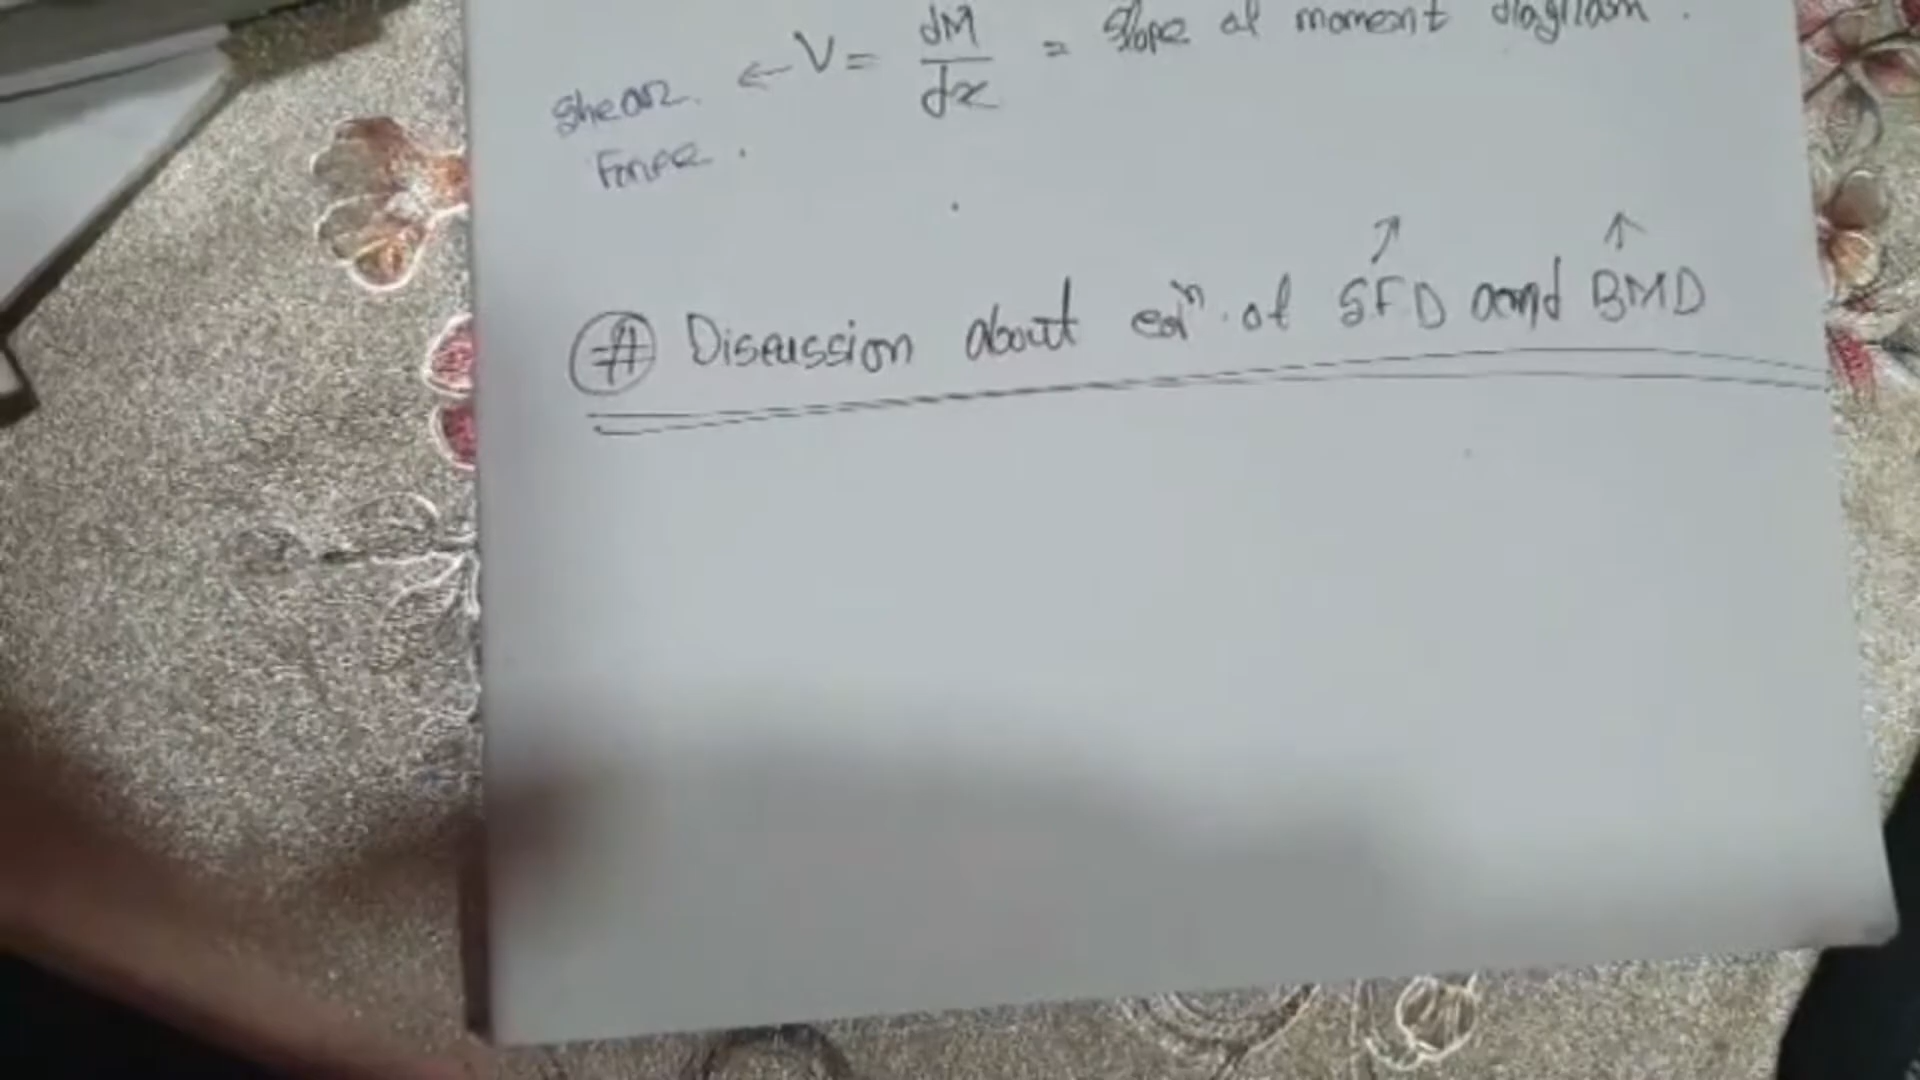 Shear ← V = dM/dx = Slope of moment diagram.
Force.
# Discussion about eqⁿ. of SFD and BMD